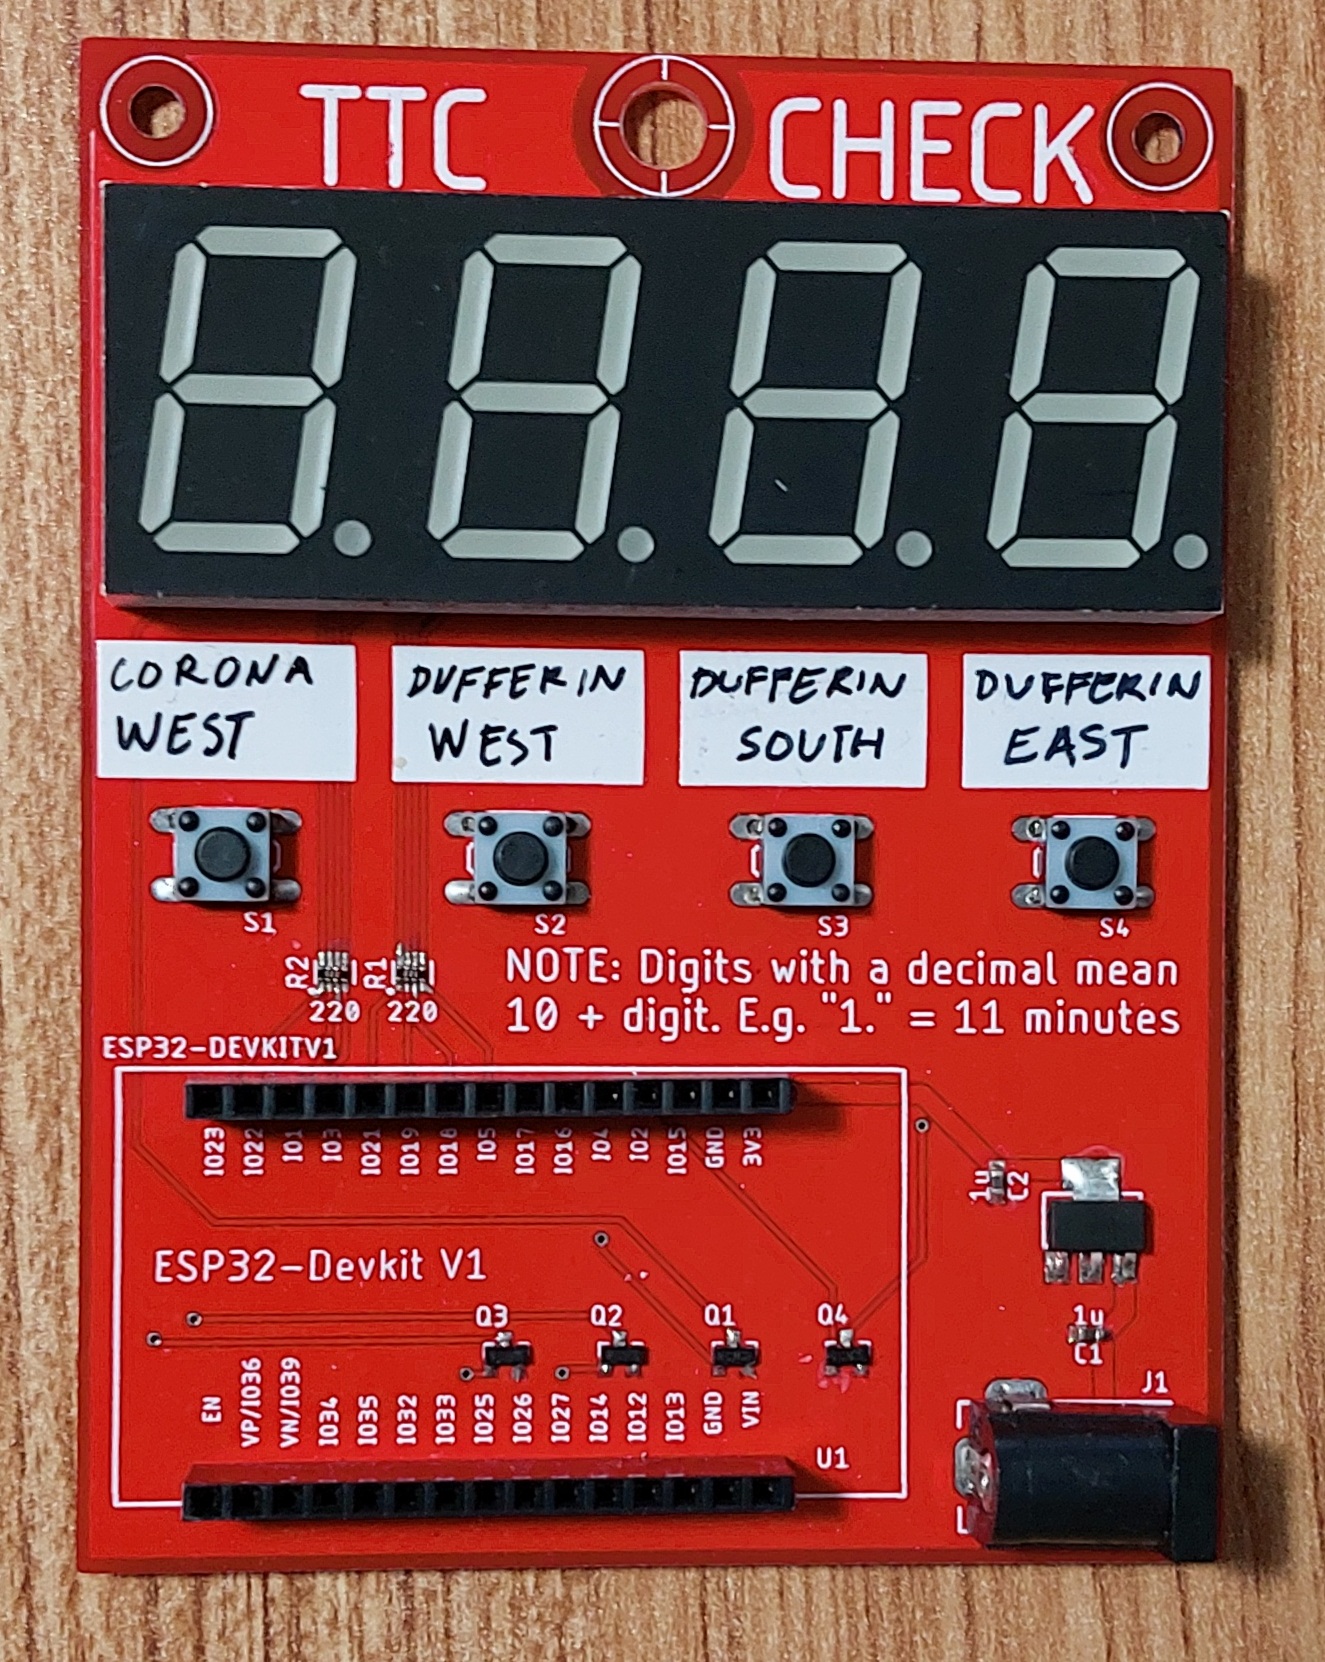 TTC CHECK
CORONA WEST
DUFFERIN WEST
DUFFERIN SOUTH
DUFFERIN EAST
S1
S2
S3
S4
R2
220
R1
220
NOTE: Digits with a decimal mean
10 + digit. E.g. "1." = 11 minutes
ESP32-DEVKITV1
IO23
IO22
IO1
IO3
IO21
IO19
IO18
IO5
IO17
IO16
IO4
IO2
IO15
GND
3V3
1u
C2
ESP32-Devkit V1
Q3
Q2
Q1
Q4
1u
C1
EN
VP/IO36
VN/IO39
IO34
IO35
IO32
IO33
IO25
IO26
IO27
IO14
IO12
IO13
GND
VIN
J1
U1